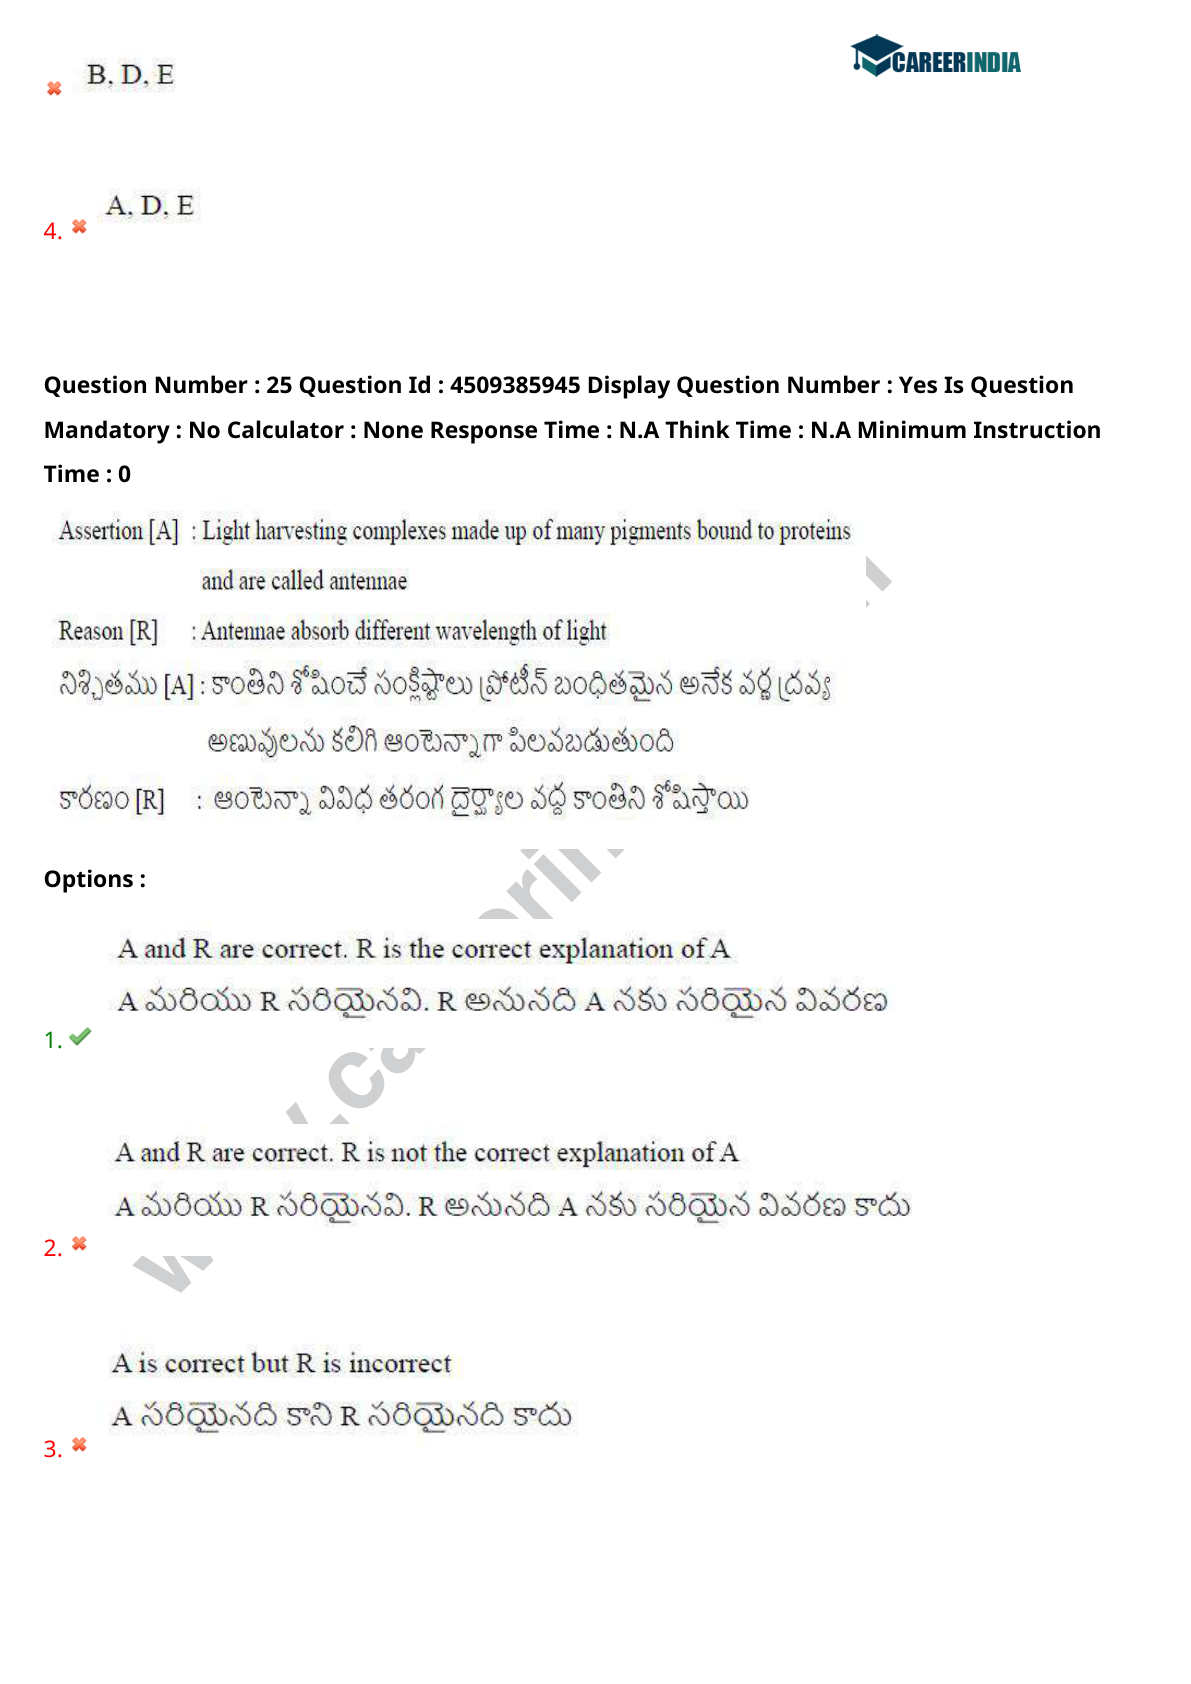 CAREERINDIA
B, D, E
4. A, D, E
Question Number : 25 Question Id : 4509385945 Display Question Number : Yes Is Question
Mandatory : No Calculator : None Response Time : N.A Think Time : N.A Minimum Instruction
Time : 0
Assertion [A] : Light harvesting complexes made up of many pigments bound to proteins
and are called antennae
Reason [R] : Antennae absorb different wavelength of light
నిశ్చితము [A] : కాంతిని శోషించే సంక్లిష్టాలు ప్రోటీన్ బంధితమైన అనేక వర్ణ ద్రవ్య
అణువులను కలిగి ఆంటెన్నాగా పిలవబడుతుంది
కారణం [R] : ఆంటెన్నా వివిధ తరంగ దైర్ఘ్యాల వద్ద కాంతిని శోషిస్తాయి
Options :
A and R are correct. R is the correct explanation of A
A మరియు R సరియైనవి. R అనునది A నకు సరియైన వివరణ
1.
A and R are correct. R is not the correct explanation of A
A మరియు R సరియైనవి. R అనునది A నకు సరియైన వివరణ కాదు
2.
A is correct but R is incorrect
A సరియైనది కాని R సరియైనది కాదు
3.